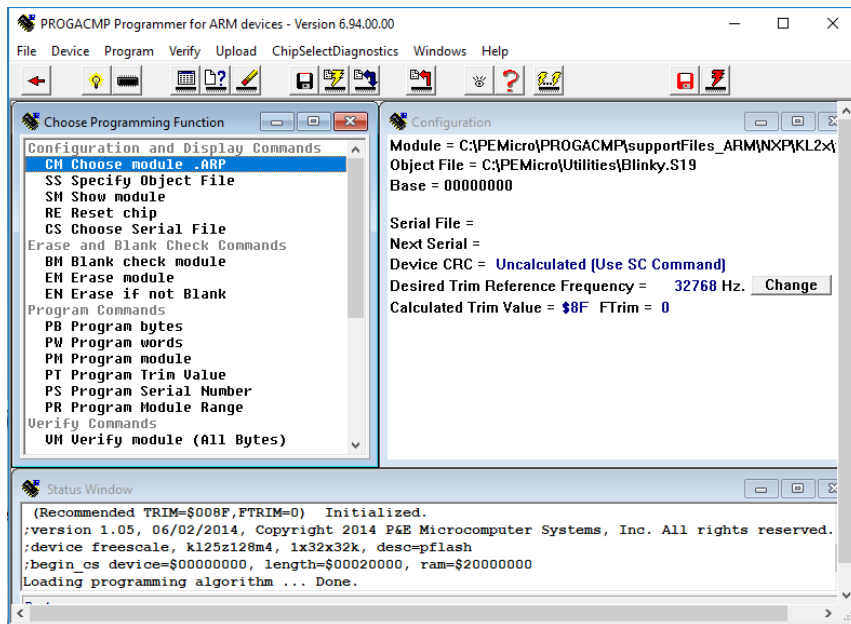 PROGACMP Programmer for ARM devices - Version 6.94.00.00
File Device Program Verify Upload ChipSelectDiagnostics Windows Help
Choose Programming Function
Configuration and Display Commands
CM Choose module .ARP
SS Specify Object File
SM Show module
RE Reset chip
CS Choose Serial File
Erase and Blank Check Commands
BM Blank check module
EM Erase module
EN Erase if not Blank
Program Commands
PB Program bytes
PW Program words
PM Program module
PT Program Trim Value
PS Program Serial Number
PR Program Module Range
Verify Commands
VM Verify module (All Bytes)
Configuration
Module = C:\PEMicro\PROGACMP\supportFiles_ARM\NXP\KL2x\
Object File = C:\PEMicro\Utilities\Blinky.S19
Base = 00000000
Serial File =
Next Serial =
Device CRC = Uncalculated (Use SC Command)
Desired Trim Reference Frequency = 32768 Hz. Change
Calculated Trim Value = $8F FTrim = 0
Status Window
(Recommended TRIM=$008F,FTRIM=0) Initialized.
;version 1.05, 06/02/2014, Copyright 2014 P&E Microcomputer Systems, Inc. All rights reserved.
;device freescale, kl25z128m4, 1x32x32k, desc=pflash
;begin_cs device=$00000000, length=$00020000, ram=$20000000
Loading programming algorithm ... Done.